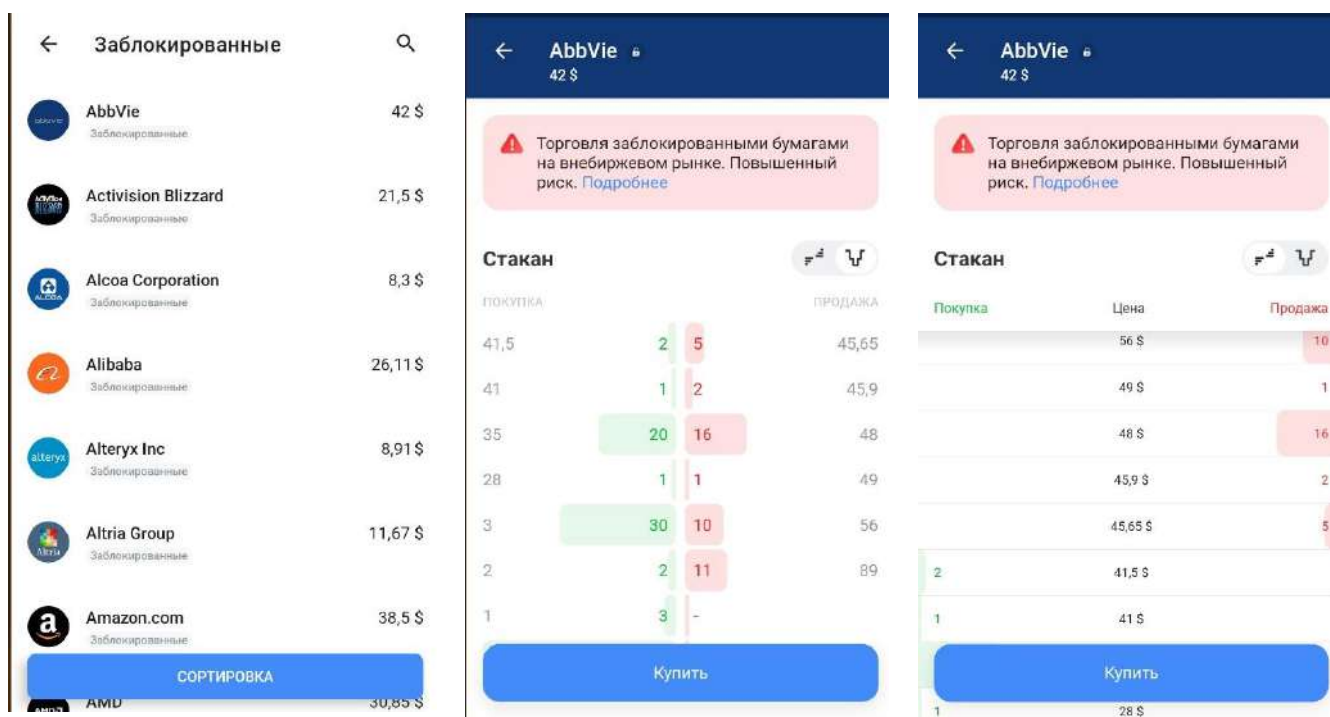 Заблокированные
AbbVie
42 $
Заблокированные
Activision Blizzard
21,5 $
Заблокированные
Alcoa Corporation
8,3 $
Заблокированные
Alibaba
26,11 $
Заблокированные
alteryx
Alteryx Inc
8,91 $
Заблокированные
Altria
Altria Group
11,67 $
Заблокированные
a
Amazon.com
38,5 $
Заблокированные
СОРТИРОВКА
AMD
30,85 $
AbbVie
42 $
Торговля заблокированными бумагами
на внебиржевом рынке. Повышенный
риск. Подробнее
Стакан
ПОКУПКА ПРОДАЖА
41,5 2 5 45,65
41 1 2 45,9
35 20 16 48
28 1 1 49
3 30 10 56
2 2 11 89
1 3 -
Купить
AbbVie
42 $
Торговля заблокированными бумагами
на внебиржевом рынке. Повышенный
риск. Подробнее
Стакан
Покупка Цена Продажа
56 $ 10
49 $ 1
48 $ 16
45,9 $ 2
45,65 $ 5
2 41,5 $
1 41 $
Купить
1 28 $